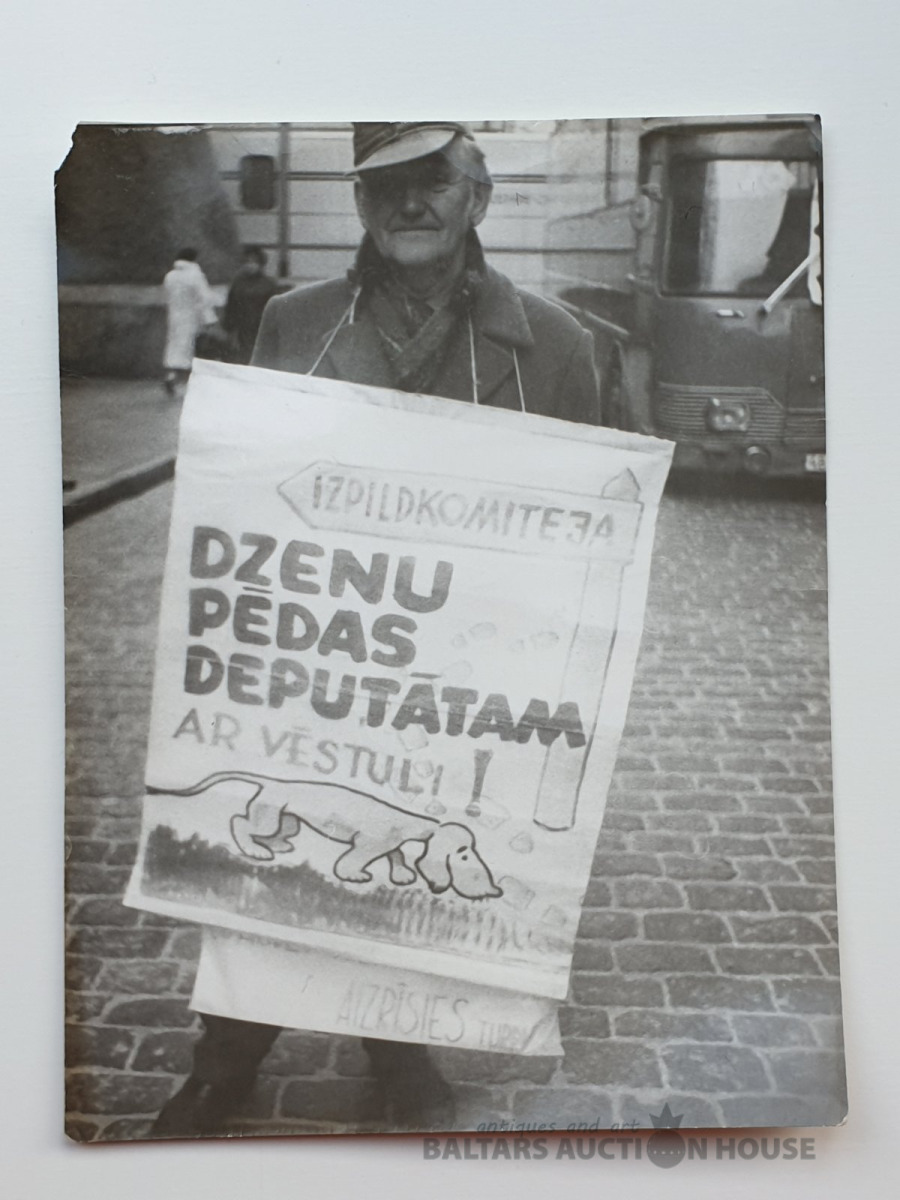 IZPILDKOMITEJA
DZENU
PĒDAS
DEPUTĀTAM
AR VĒSTULI !
AIZRĪSIES
antiques and art
BALTARS AUCTION HOUSE